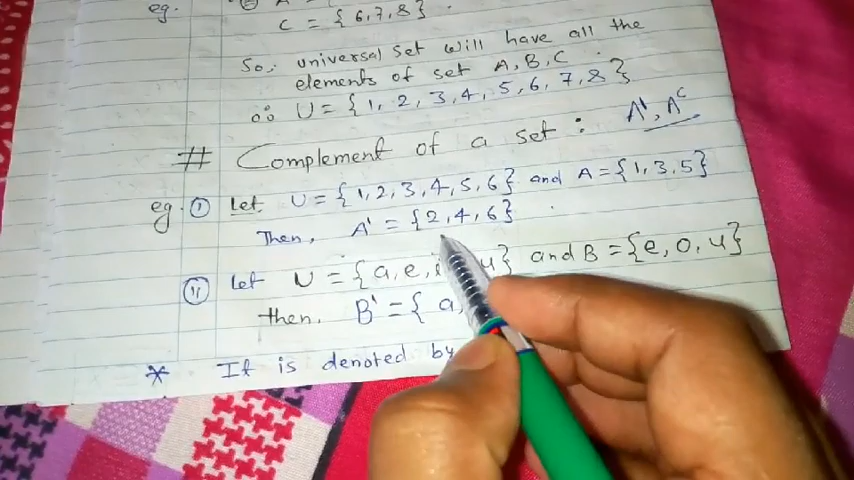 eg.
C = {6,7,8}.
So, universal set will have all the
elements of set A, B, C.
∴ U = {1, 2, 3, 4, 5, 6, 7, 8}
# Complement of a set : A', Aᶜ
eg. (i) Let U = {1,2,3,4,5,6} and A = {1,3,5}
Then, A' = {2,4,6}
(ii) let U = {a, e, i u} and B = {e, o, u}
then, B' = { a,
* It is denoted by